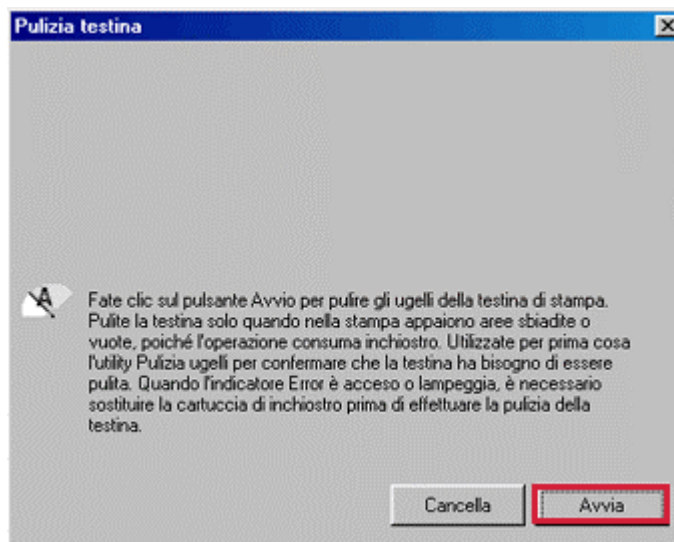 Pulizia testina
A
Fate clic sul pulsante Avvio per pulire gli ugelli della testina di stampa.
Pulite la testina solo quando nella stampa appaiono aree sbiadite o
vuote, poiché l'operazione consuma inchiostro. Utilizzate per prima cosa
l'utility Pulizia ugelli per confermare che la testina ha bisogno di essere
pulita. Quando l'indicatore Error è acceso o lampeggia, è necessario
sostituire la cartuccia di inchiostro prima di effettuare la pulizia della
testina.
Cancella
Avvia